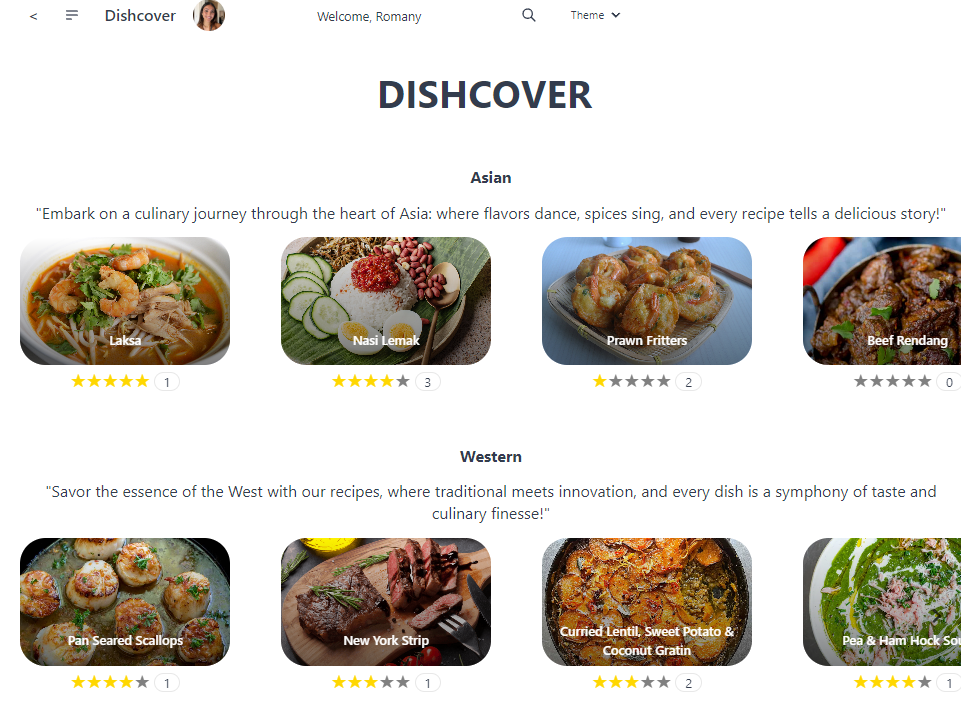 < Dishcover Welcome, Romany Theme
DISHCOVER
Asian
"Embark on a culinary journey through the heart of Asia: where flavors dance, spices sing, and every recipe tells a delicious story!"
Laksa Nasi Lemak Prawn Fritters Beef Rendang
1 3 2 0
Western
"Savor the essence of the West with our recipes, where traditional meets innovation, and every dish is a symphony of taste and
culinary finesse!"
Pan Seared Scallops New York Strip Curried Lentil, Sweet Potato &
Coconut Gratin Pea & Ham Hock Sou
1 1 2 1